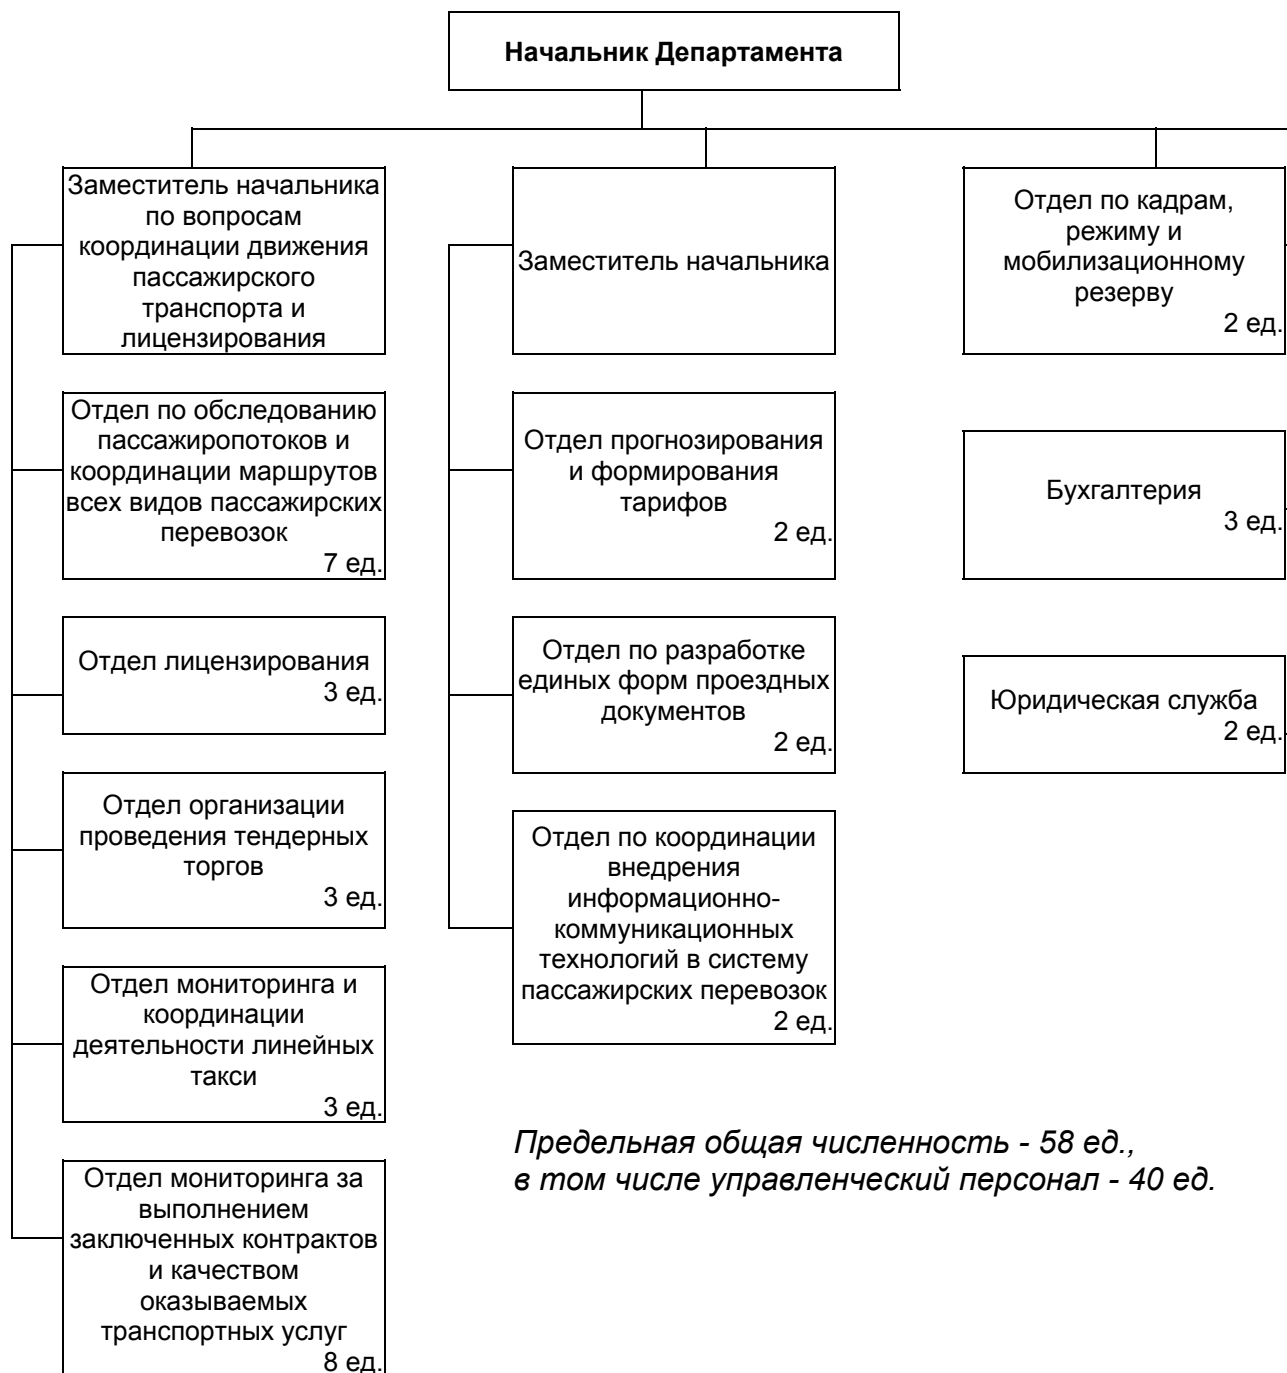 Начальник Департамента
Заместитель начальника
по вопросам
координации движения
пассажирского
транспорта и
лицензирования
Отдел по обследованию
пассажиропотоков и
координации маршрутов
всех видов пассажирских
перевозок
7 ед.
Отдел лицензирования
3 ед.
Отдел организации
проведения тендерных
торгов
3 ед.
Отдел мониторинга и
координации
деятельности линейных
такси
3 ед.
Отдел мониторинга за
выполнением
заключенных контрактов
и качеством
оказываемых
транспортных услуг
8 ед.
Заместитель начальника
Отдел прогнозирования
и формирования
тарифов
2 ед.
Отдел по разработке
единых форм проездных
документов
2 ед.
Отдел по координации
внедрения
информационно-
коммуникационных
технологий в систему
пассажирских перевозок
2 ед.
Отдел по кадрам,
режиму и
мобилизационному
резерву
2 ед.
Бухгалтерия
3 ед.
Юридическая служба
2 ед.
Предельная общая численность - 58 ед.,
в том числе управленческий персонал - 40 ед.